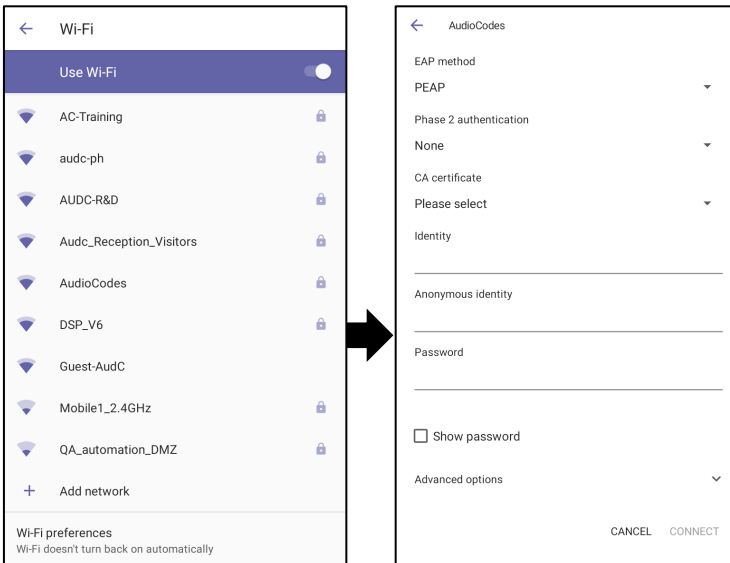 Wi-Fi
Use Wi-Fi
AC-Training
audc-ph
AUDC-R&D
Audc_Reception_Visitors
AudioCodes
DSP_V6
Guest-AudC
Mobile1_2.4GHz
QA_automation_DMZ
Add network
Wi-Fi preferences
Wi-Fi doesn't turn back on automatically
AudioCodes
EAP method
PEAP
Phase 2 authentication
None
CA certificate
Please select
Identity
Anonymous identity
Password
Show password
Advanced options
CANCEL CONNECT